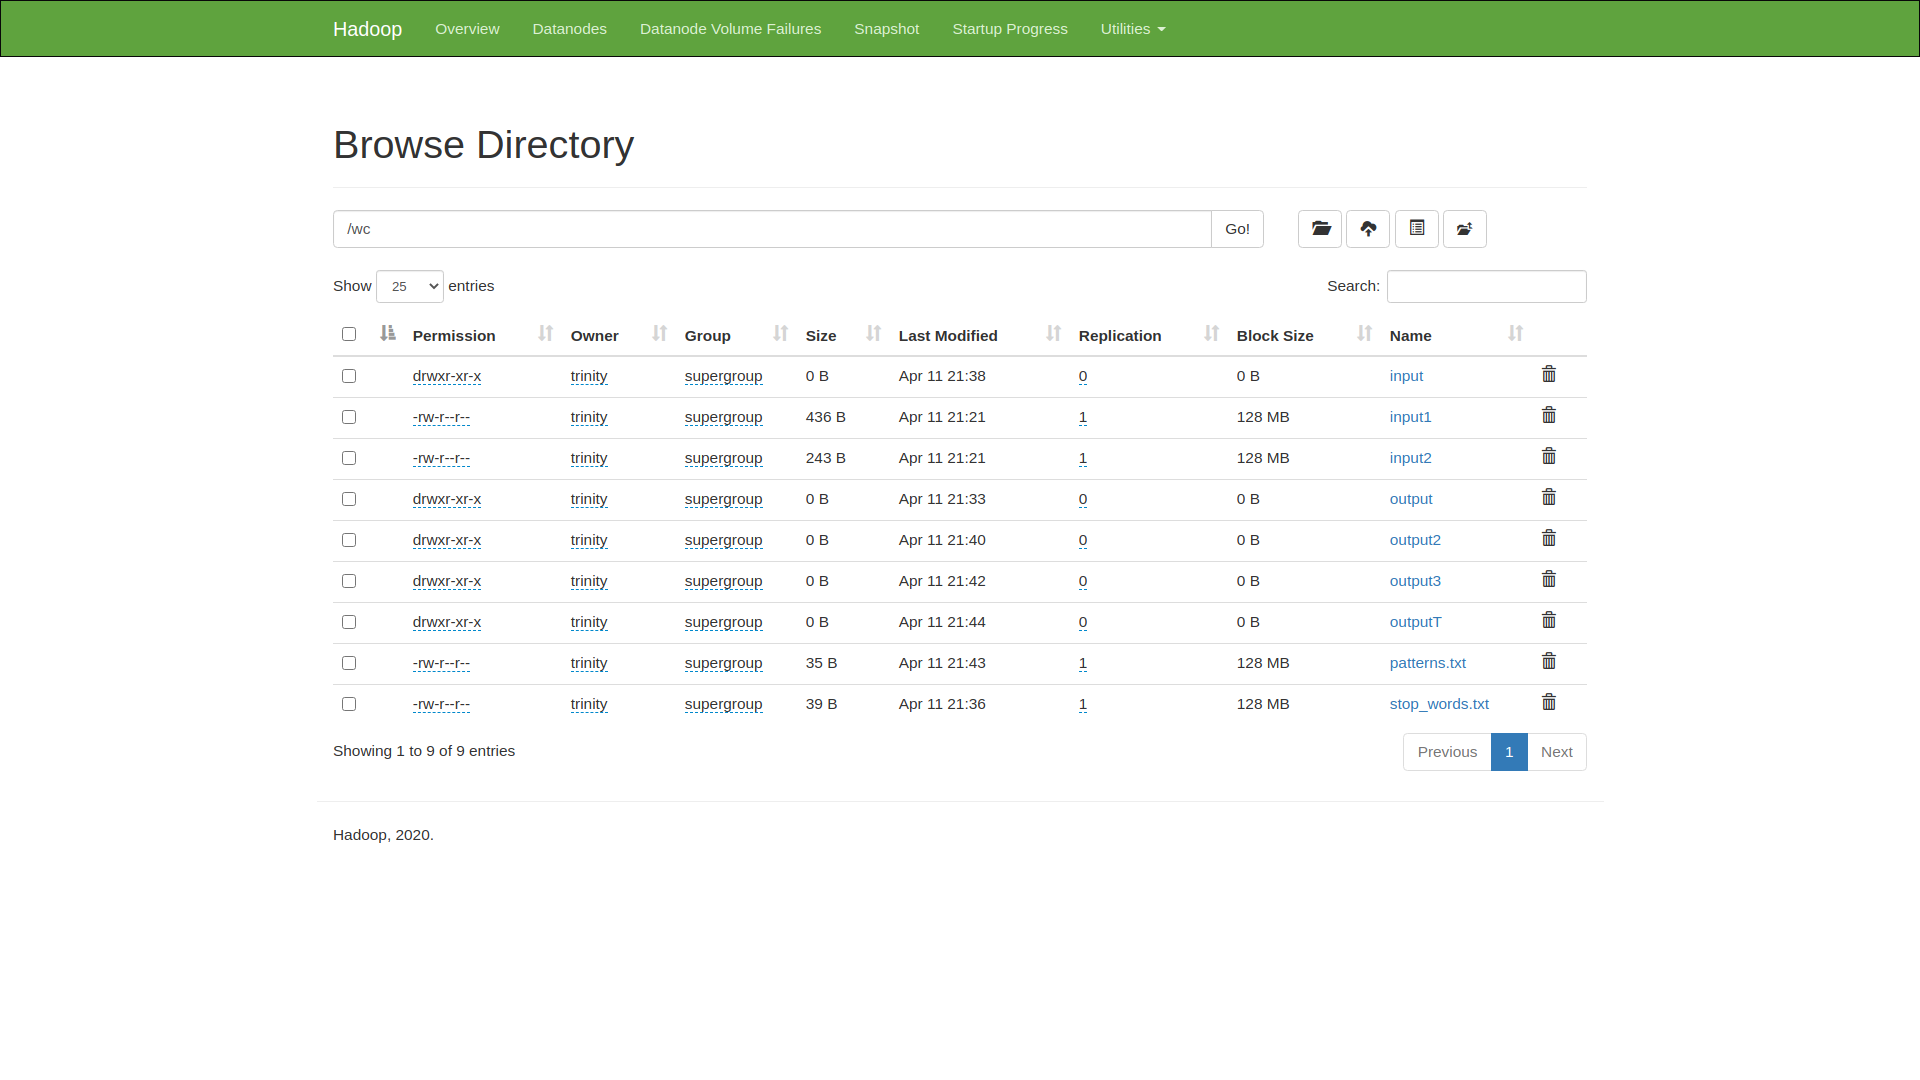 Hadoop Overview Datanodes Datanode Volume Failures Snapshot Startup Progress Utilities
Browse Directory
/wc Go!
Show 25 entries Search:
Permission Owner Group Size Last Modified Replication Block Size Name
drwxr-xr-x trinity supergroup 0 B Apr 11 21:38 0 0 B input
-rw-r--r-- trinity supergroup 436 B Apr 11 21:21 1 128 MB input1
-rw-r--r-- trinity supergroup 243 B Apr 11 21:21 1 128 MB input2
drwxr-xr-x trinity supergroup 0 B Apr 11 21:33 0 0 B output
drwxr-xr-x trinity supergroup 0 B Apr 11 21:40 0 0 B output2
drwxr-xr-x trinity supergroup 0 B Apr 11 21:42 0 0 B output3
drwxr-xr-x trinity supergroup 0 B Apr 11 21:44 0 0 B outputT
-rw-r--r-- trinity supergroup 35 B Apr 11 21:43 1 128 MB patterns.txt
-rw-r--r-- trinity supergroup 39 B Apr 11 21:36 1 128 MB stop_words.txt
Showing 1 to 9 of 9 entries Previous 1 Next
Hadoop, 2020.